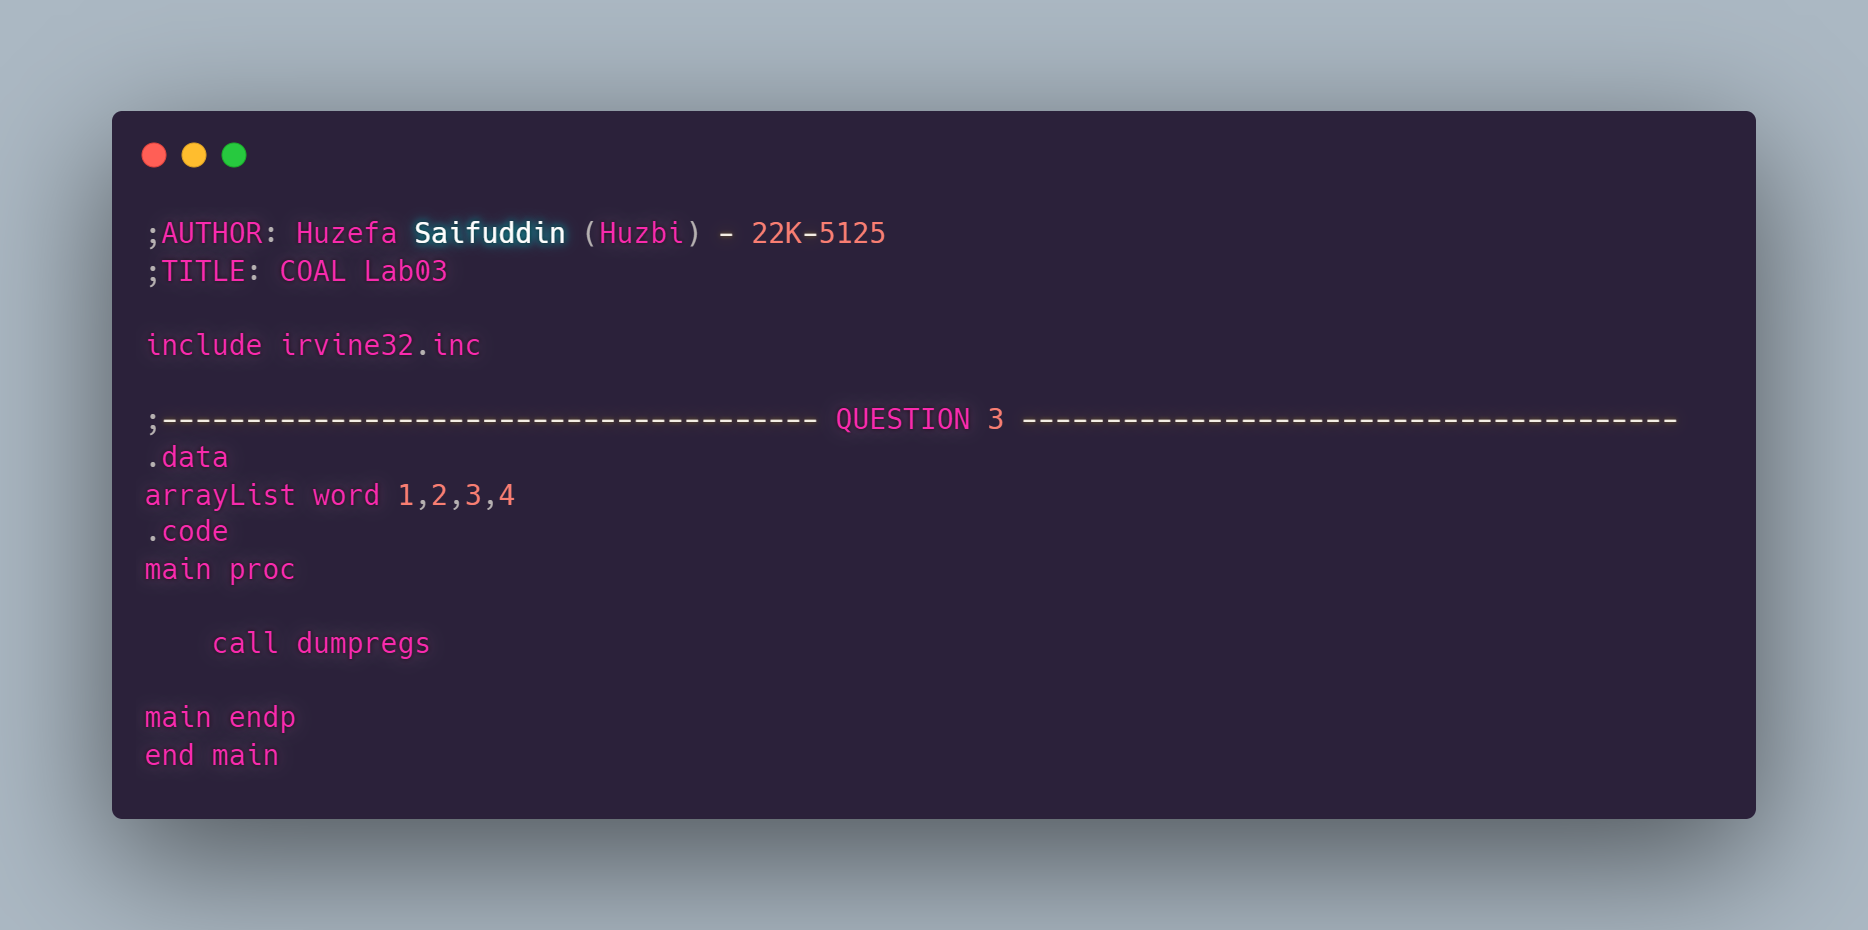 ;AUTHOR: Huzefa Saifuddin (Huzbi) - 22K-5125
;TITLE: COAL Lab03
include irvine32.inc
;--------------------------------------- QUESTION 3 ---------------------------------------
.data
arrayList word 1,2,3,4
.code
main proc
call dumpregs
main endp
end main